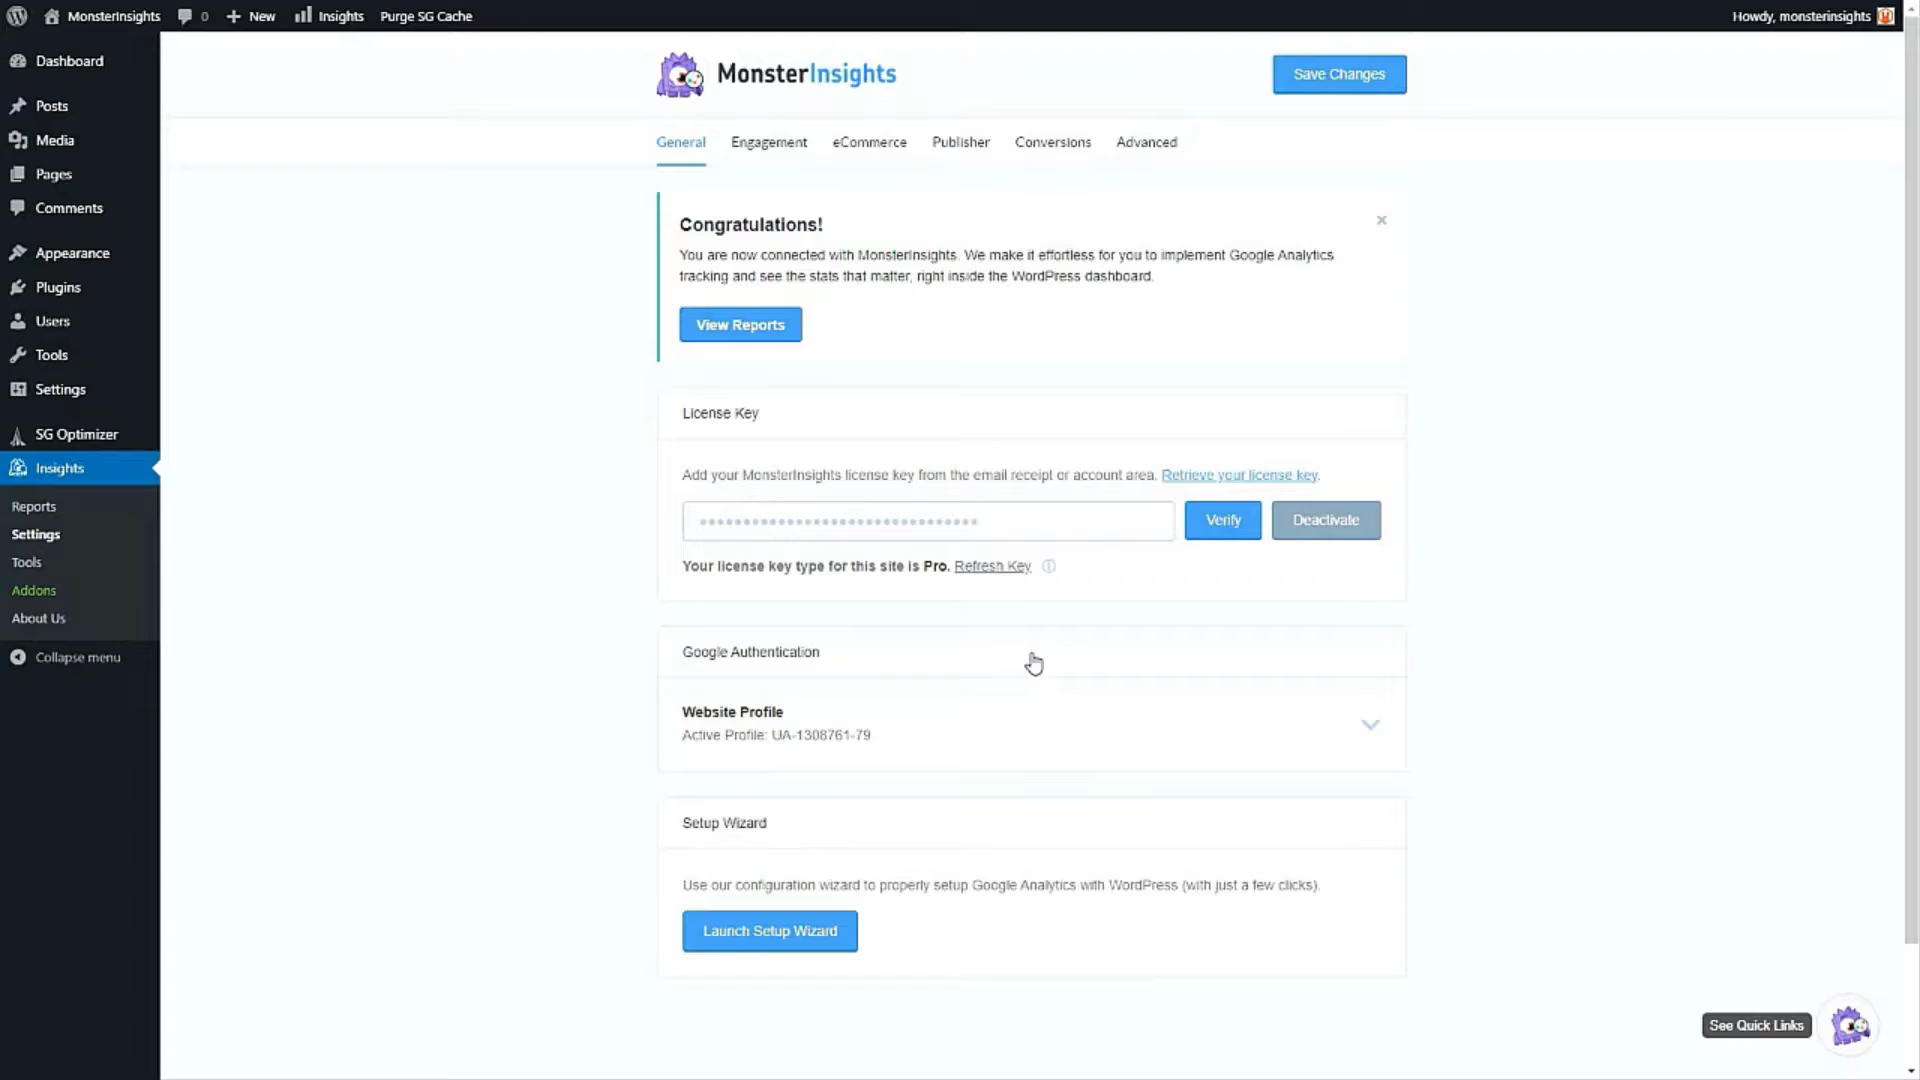 MonsterInsights 0 New Insights Purge SG Cache Howdy, monsterinsights
Dashboard
Posts
Media
Pages
Comments
Appearance
Plugins
Users
Tools
Settings
SG Optimizer
Insights
Reports
Settings
Tools
Addons
About Us
Collapse menu
MonsterInsights
Save Changes
General Engagement eCommerce Publisher Conversions Advanced
Congratulations!
You are now connected with MonsterInsights. We make it effortless for you to implement Google Analytics
tracking and see the stats that matter, right inside the WordPress dashboard.
View Reports
License Key
Add your MonsterInsights license key from the email receipt or account area. Retrieve your license key.
Verify Deactivate
Your license key type for this site is Pro. Refresh Key
Google Authentication
Website Profile
Active Profile: UA-1308761-79
Setup Wizard
Use our configuration wizard to properly setup Google Analytics with WordPress (with just a few clicks).
Launch Setup Wizard
See Quick Links